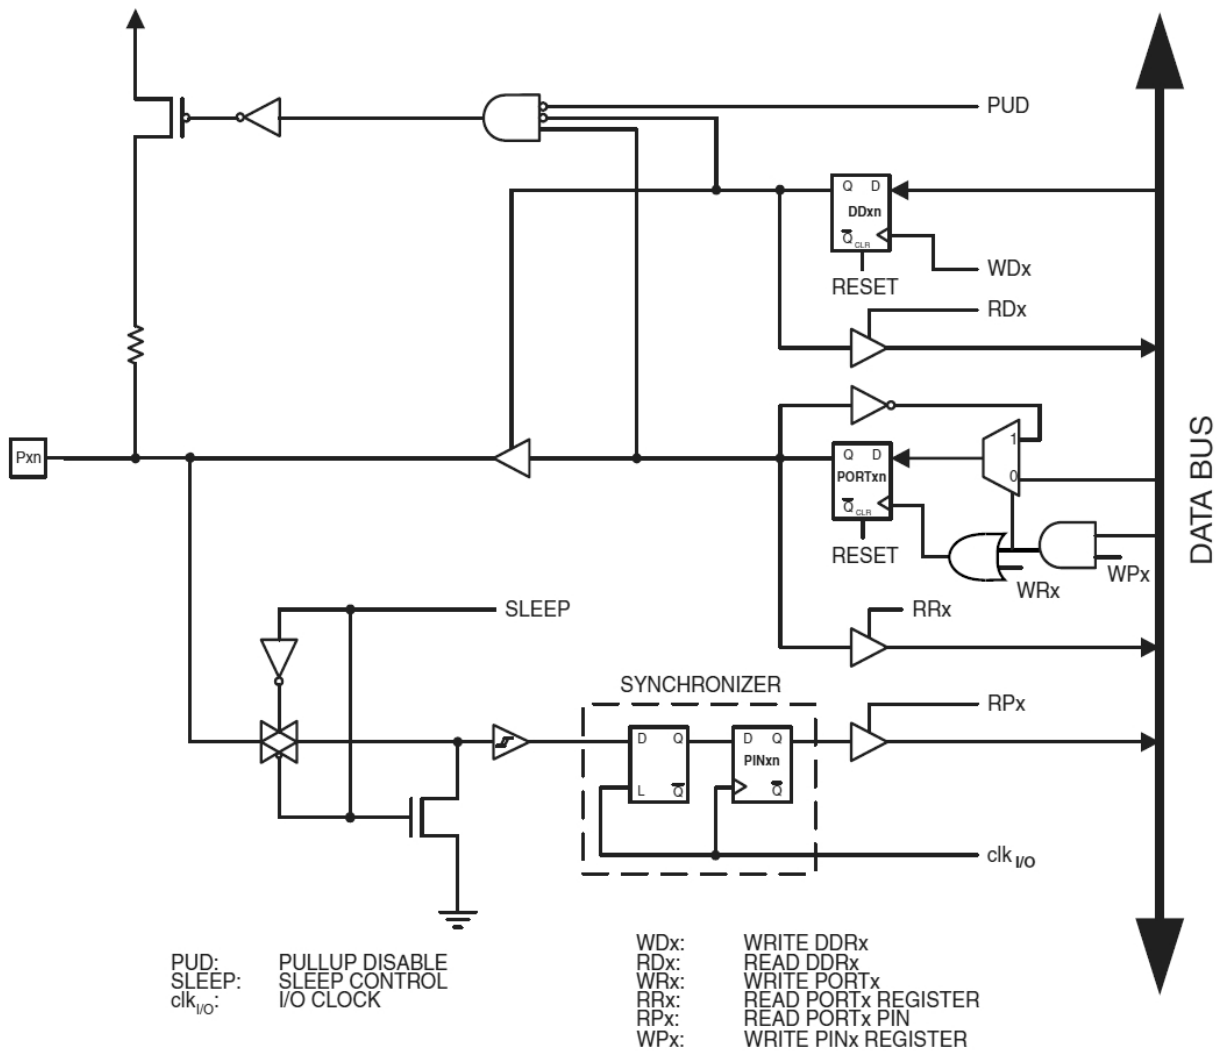 PUD
Q D
DDxn
Q CLR
WDx
RESET
RDx
Pxn
1
Q D
PORTxn
0
Q CLR
RESET
WPx
WRx
DATA BUS
SLEEP
RRx
SYNCHRONIZER
RPx
D Q
L Q
D Q
PINxn
Q
clk I/O
PUD: PULLUP DISABLE
SLEEP: SLEEP CONTROL
clkI/O: I/O CLOCK
WDx: WRITE DDRx
RDx: READ DDRx
WRx: WRITE PORTx
RRx: READ PORTx REGISTER
RPx: READ PORTx PIN
WPx: WRITE PINx REGISTER